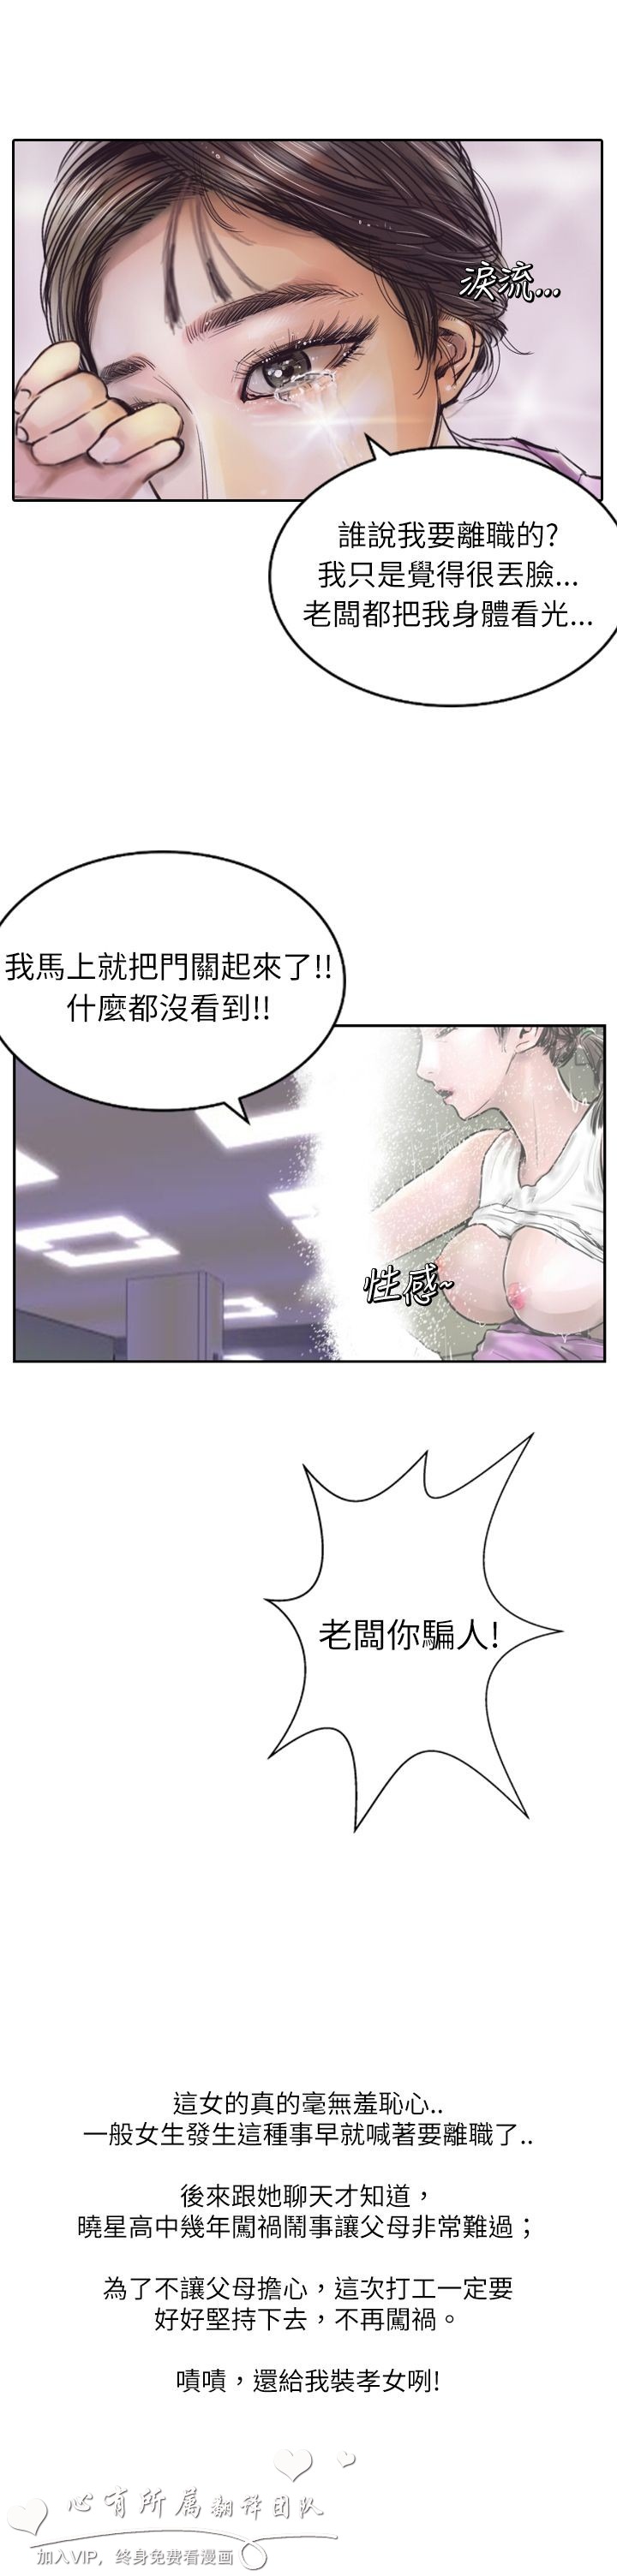 淚流...
誰說我要離職的?
我只是覺得很丟臉...
老闆都把我身體看光...
我馬上就把門關起來了!!
什麼都沒看到!!
性感~
老闆你騙人!
這女的真的毫無羞恥心..
一般女生發生這種事早就喊著要離職了..
後來跟她聊天才知道，
曉星高中幾年闖禍鬧事讓父母非常難過；
為了不讓父母擔心，這次打工一定要
好好堅持下去，不再闖禍。
嘖嘖，還給我裝孝女咧!
心有所属翻译团队
加入VIP，终身免费看漫画